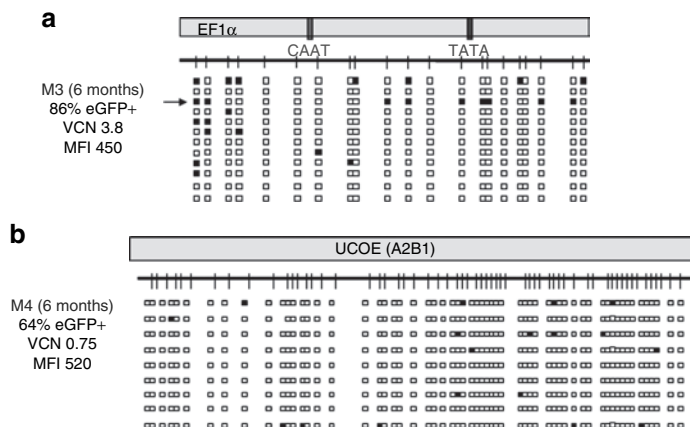 a
EF1α
CAAT TATA
M3 (6 months)
86% eGFP+
VCN 3.8
MFI 450
b
UCOE (A2B1)
M4 (6 months)
64% eGFP+
VCN 0.75
MFI 520